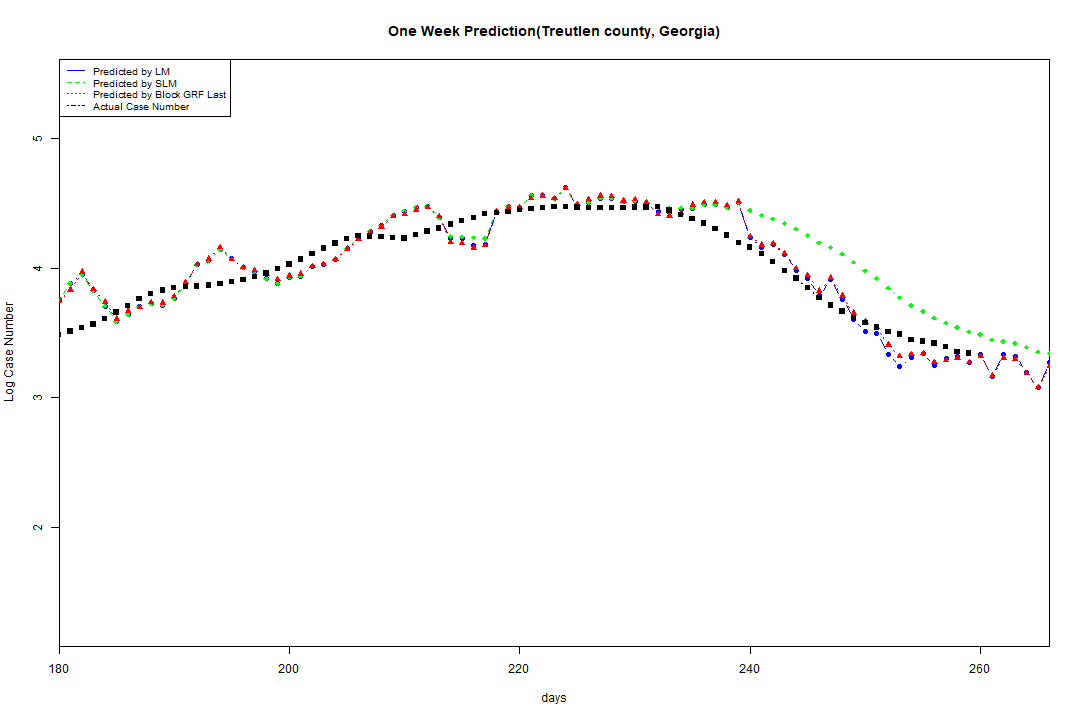 One Week Prediction(Treutlen county, Georgia)
Predicted by LM
Predicted by SLM
Predicted by Block GRF Last
Actual Case Number
5
4
3
2
Log Case Number
180 200 220 240 260
days